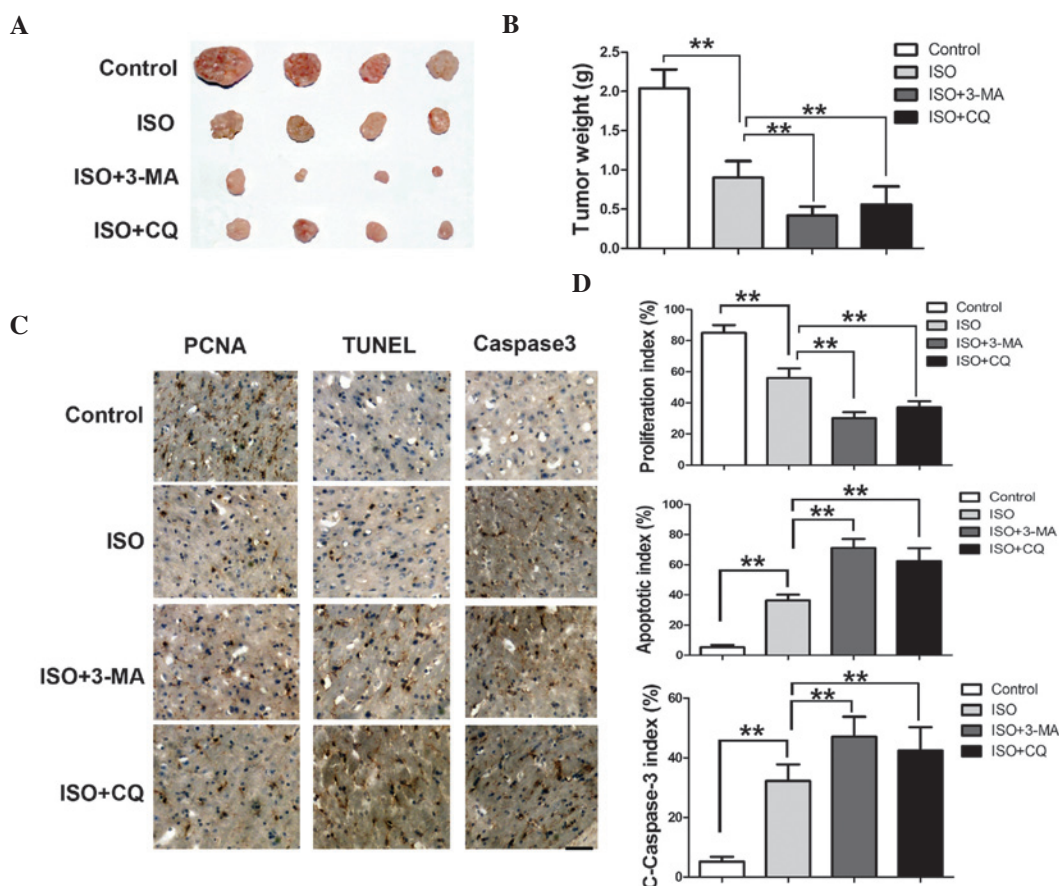 A
Control
ISO
ISO+3-MA
ISO+CQ
B
Tumor weight (g)
2.5
2.0
1.5
1.0
0.5
0.0
**
**
**
Control
ISO
ISO+3-MA
ISO+CQ
C
PCNA TUNEL Caspase3
Control
ISO
ISO+3-MA
ISO+CQ
D
Proliferation index (%)
100
80
60
40
20
0
**
**
**
Control
ISO
ISO+3-MA
ISO+CQ
Apoptotic index (%)
100
80
60
40
20
0
**
**
**
Control
ISO
ISO+3-MA
ISO+CQ
C-Caspase-3 index (%)
60
40
20
0
**
**
**
Control
ISO
ISO+3-MA
ISO+CQ